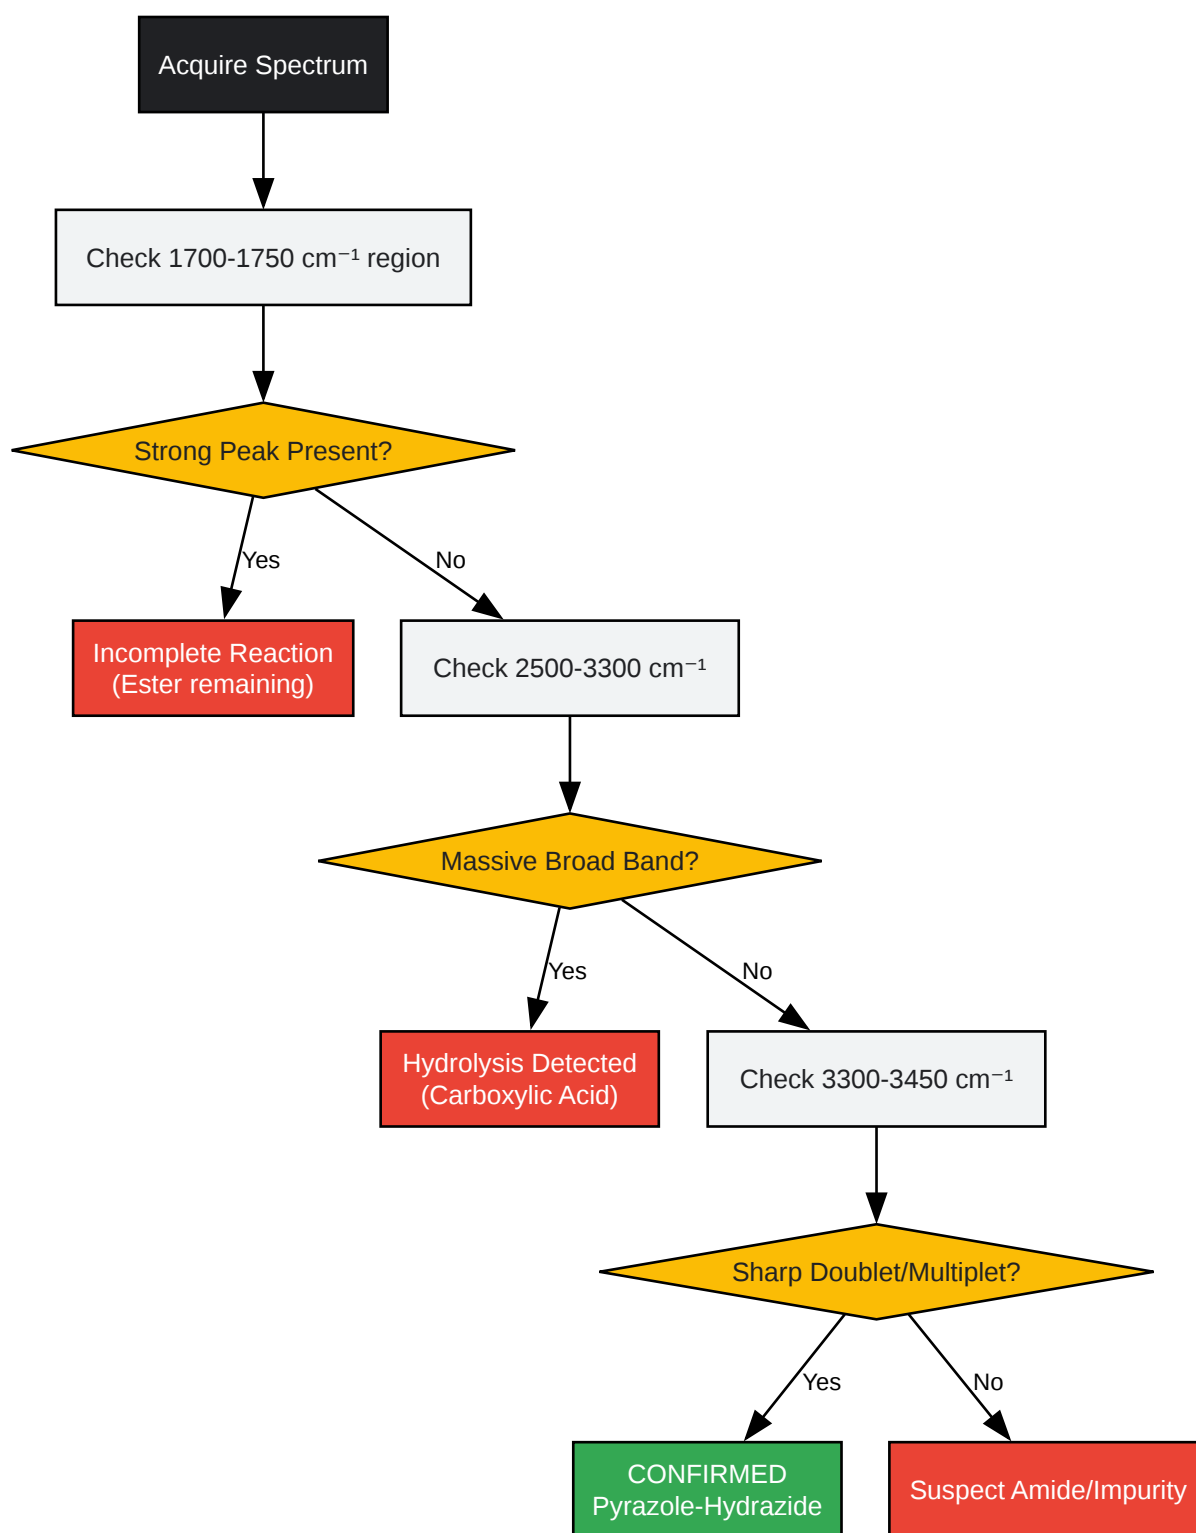 Acquire Spectrum
Check 1700-1750 cm⁻¹ region
Strong Peak Present?
Yes
No
Incomplete Reaction
(Ester remaining)
Check 2500-3300 cm⁻¹
Massive Broad Band?
Yes
No
Hydrolysis Detected
(Carboxylic Acid)
Check 3300-3450 cm⁻¹
Sharp Doublet/Multiplet?
Yes
No
CONFIRMED
Pyrazole-Hydrazide
Suspect Amide/Impurity